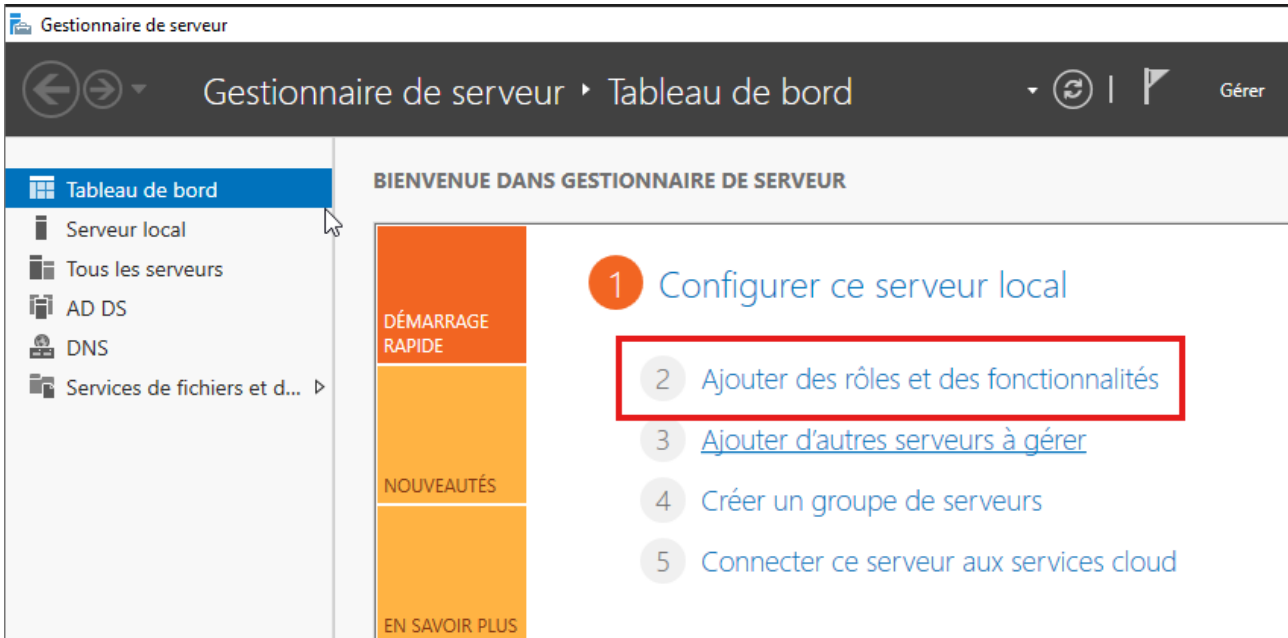 Gestionnaire de serveur
Gestionnaire de serveur ‣ Tableau de bord
Gérer
Tableau de bord
Serveur local
Tous les serveurs
AD DS
DNS
Services de fichiers et d...
BIENVENUE DANS GESTIONNAIRE DE SERVEUR
DÉMARRAGE
RAPIDE
NOUVEAUTÉS
EN SAVOIR PLUS
1 Configurer ce serveur local
2 Ajouter des rôles et des fonctionnalités
3 Ajouter d'autres serveurs à gérer
4 Créer un groupe de serveurs
5 Connecter ce serveur aux services cloud